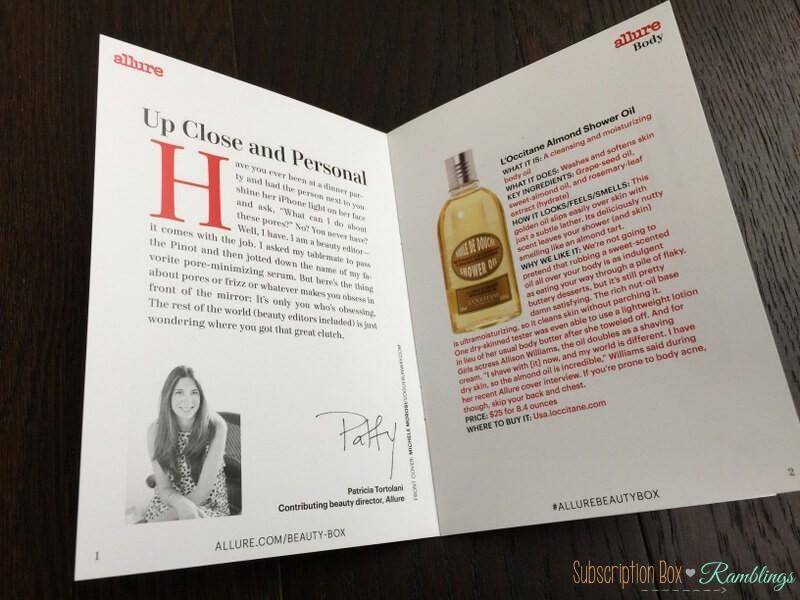 allure
Up Close and Personal
Have you ever been at a dinner par-
ty and had the person next to you
shine her iPhone light on her face
and ask, “What can I do about
these pores?” No? You never have?
Well, I have. I am a beauty editor—
it comes with the job. I asked my tablemate to pass
the Pinot and then jotted down the name of my fa-
vorite pore-minimizing serum. But here's the thing
about pores or frizz or whatever makes you obsess in
front of the mirror: It's only you who's obsessing.
The rest of the world (beauty editors included) is just
wondering where you got that great clutch.
Patty
Patricia Tortolani
Contributing beauty director, Allure
FRONT COVER: MICHELE MOROSI/
1
ALLURE.COM/BEAUTY-BOX
allure
Body
L'Occitane Almond Shower Oil
WHAT IT IS: A cleansing and moisturizing
body oil
WHAT IT DOES: Washes and softens skin
KEY INGREDIENTS: Grape-seed oil,
sweet-almond oil, and rosemary-leaf
extract (hydrate)
HOW IT LOOKS/FEELS/SMELLS: This
golden oil slips easily over skin with
just a subtle lather. Its deliciously nutty
scent leaves your shower (and skin)
smelling like an almond tart.
WHY WE LIKE IT: We're not going to
pretend that rubbing a sweet-scented
oil all over your body is as indulgent
as eating your way through a pile of flaky,
buttery desserts, but it's still pretty
damn satisfying. The rich nut-oil base
is ultramoisturizing, so it cleans skin without parching it.
One dry-skinned tester was even able to use a lightweight lotion
in lieu of her usual body butter after she toweled off. And for
Girls actress Allison Williams, the oil doubles as a shaving
cream. “I shave with [it] now, and my world is different. I have
dry skin, so the almond oil is incredible,” Williams said during
her recent Allure cover interview. If you're prone to body acne,
though, skip your back and chest.
PRICE: $25 for 8.4 ounces
WHERE TO BUY IT: Usa.loccitane.com
HUILE DE DOUCHE
SHOWER OIL
L'OCCITANE
#ALLUREBEAUTYBOX
2
Subscription Box Ramblings